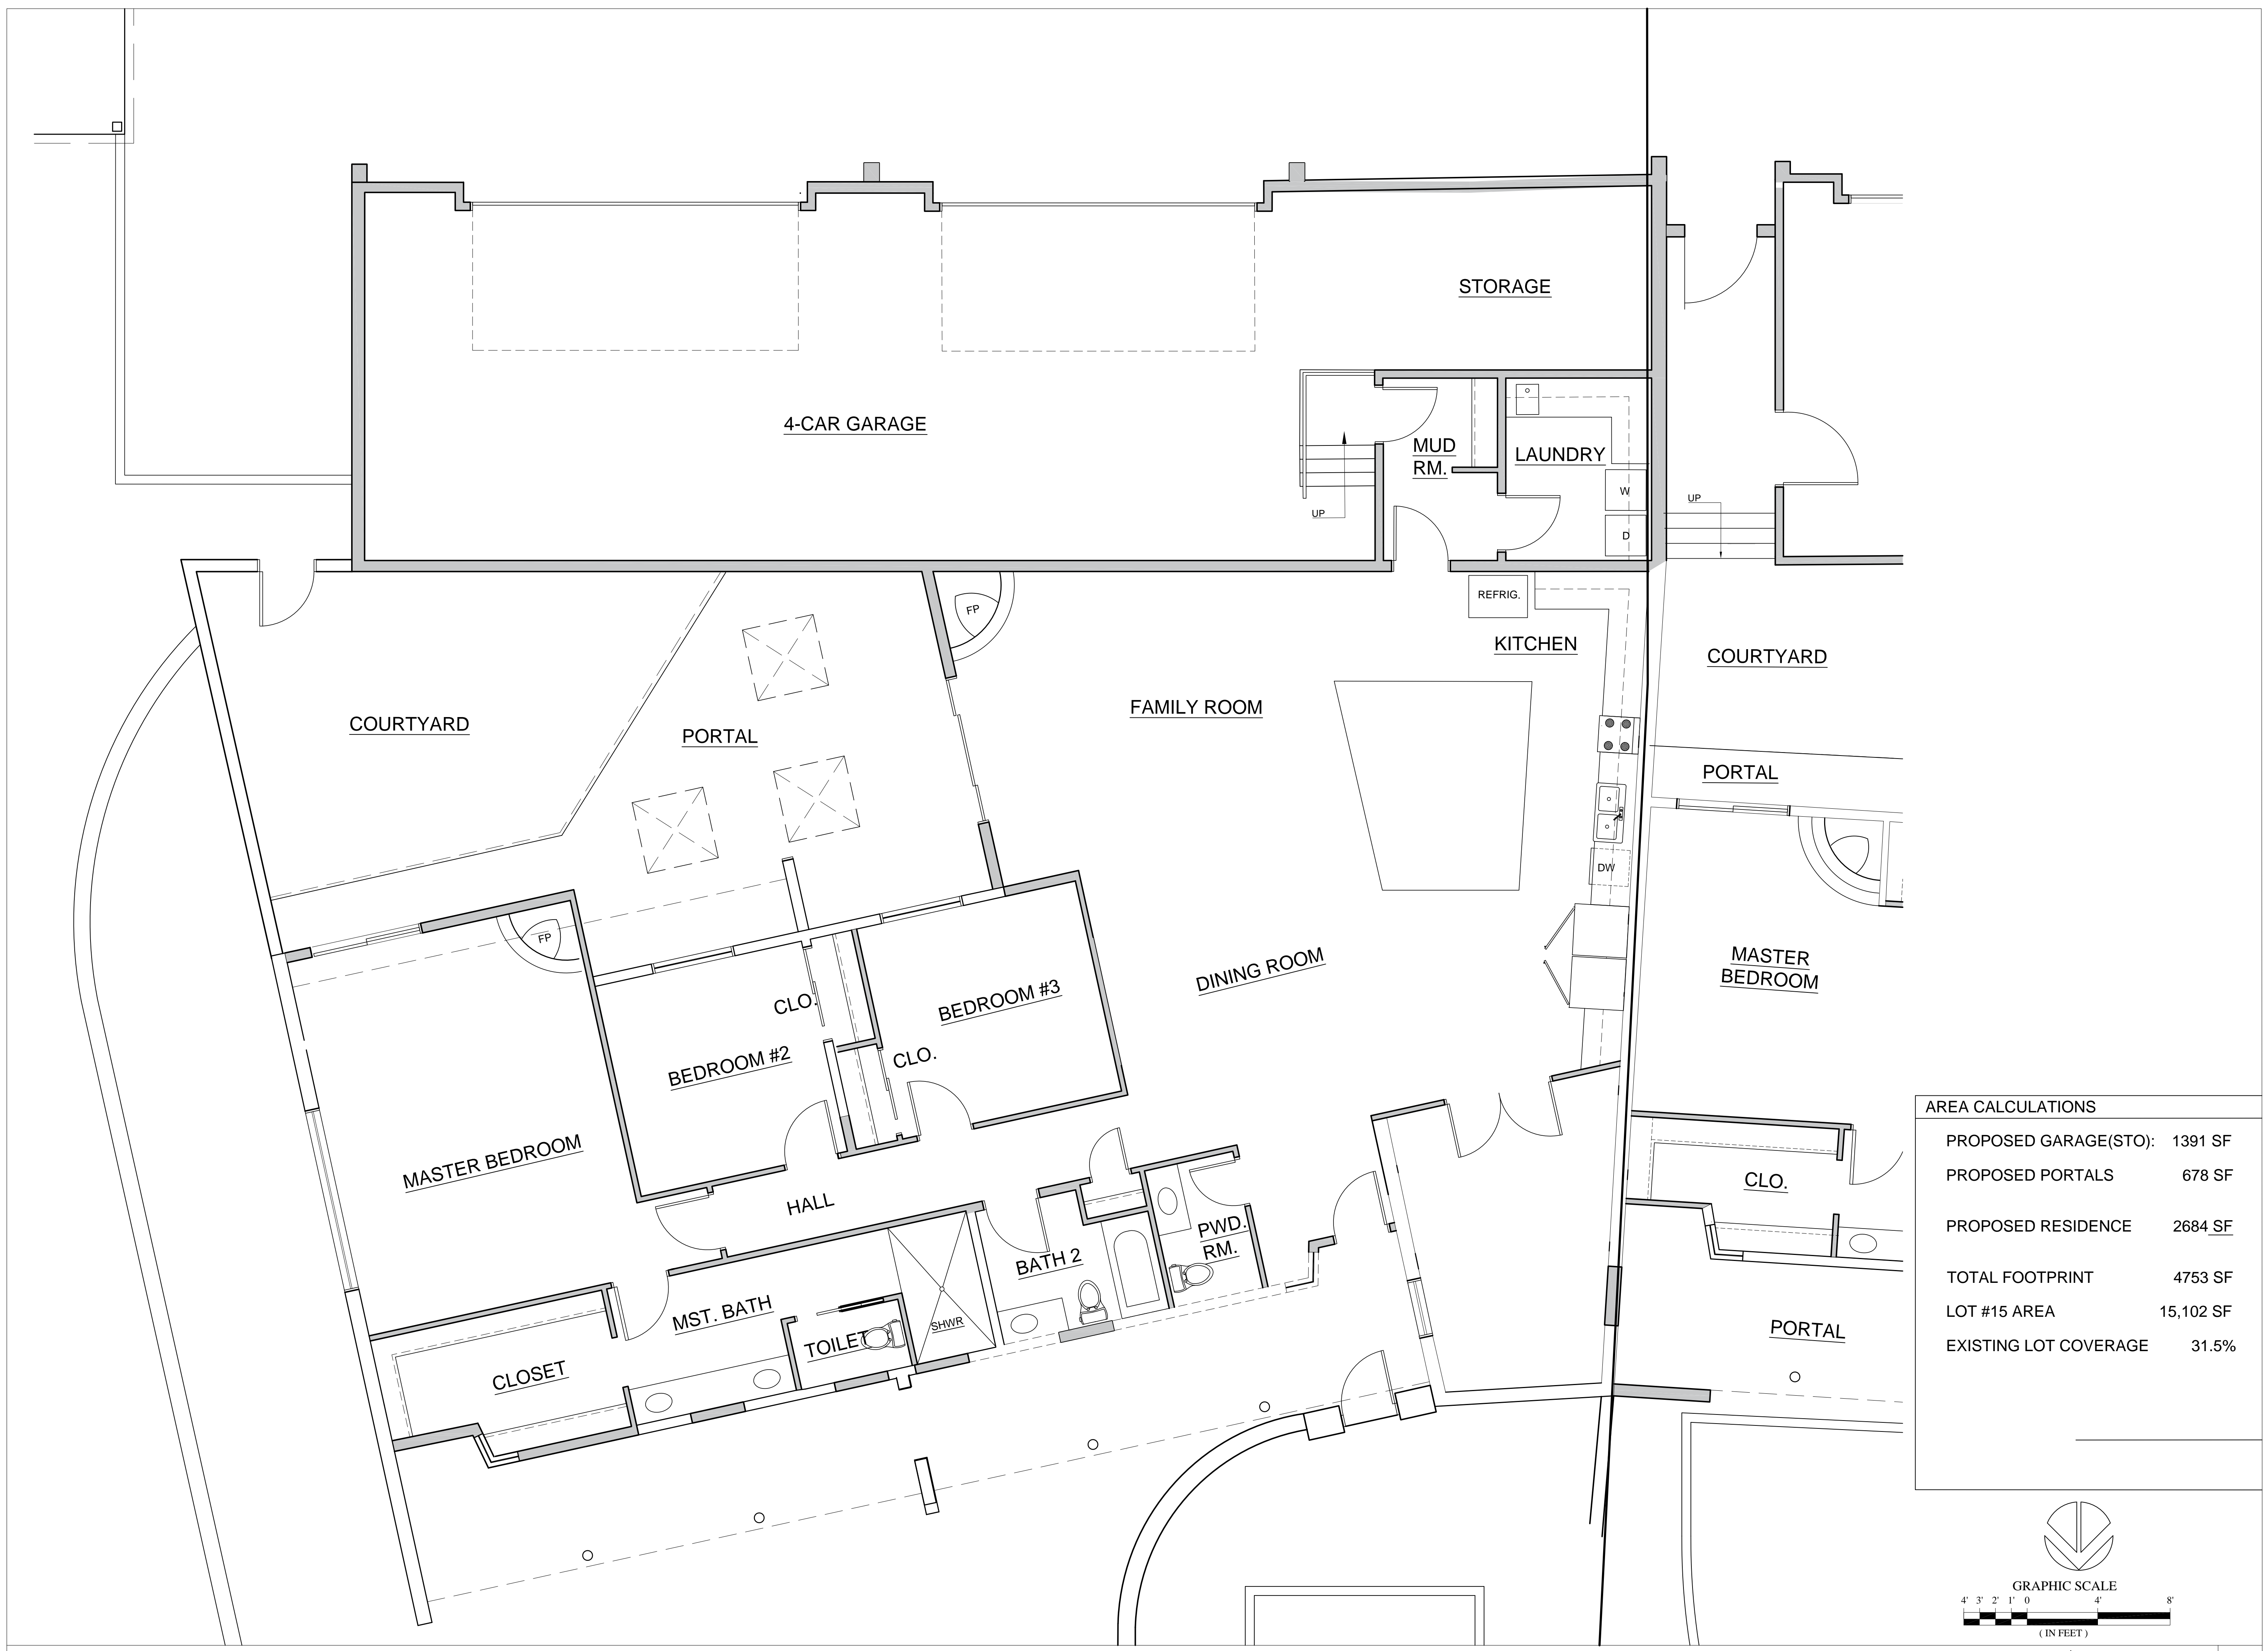 STORAGE
4-CAR GARAGE
MUD
RM.
LAUNDRY
W
D
UP
UP
REFRIG.
FP
KITCHEN
COURTYARD
PORTAL
FAMILY ROOM
COURTYARD
PORTAL
DW
FP
CLO.
BEDROOM #3
DINING ROOM
MASTER
BEDROOM
BEDROOM #2
CLO.
MASTER BEDROOM
HALL
CLO.
PWD.
RM.
BATH 2
MST. BATH
TOILET
SHWR
CLOSET
PORTAL
AREA CALCULATIONS
PROPOSED GARAGE(STO): 1391 SF
PROPOSED PORTALS 678 SF
PROPOSED RESIDENCE 2684 SF
TOTAL FOOTPRINT 4753 SF
LOT #15 AREA 15,102 SF
EXISTING LOT COVERAGE 31.5%
GRAPHIC SCALE
4' 3' 2' 1' 0 4' 8'
( IN FEET )